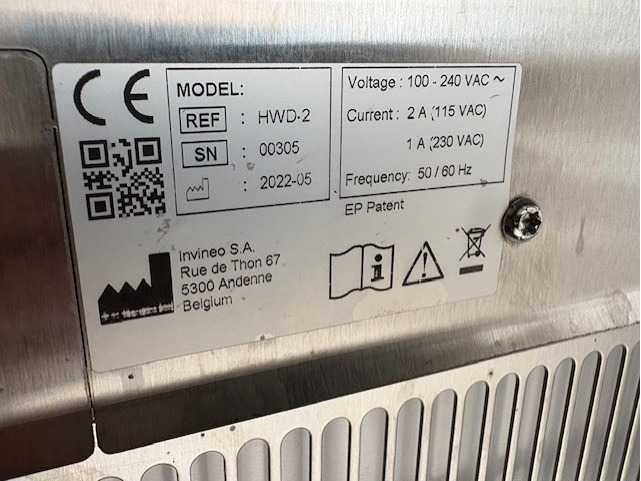 CE
MODEL:
REF : HWD-2
SN : 00305
: 2022-05
Voltage : 100 - 240 VAC ~
Current : 2 A (115 VAC)
1 A (230 VAC)
Frequency: 50 / 60 Hz
EP Patent
Invineo S.A.
Rue de Thon 67
5300 Andenne
Belgium